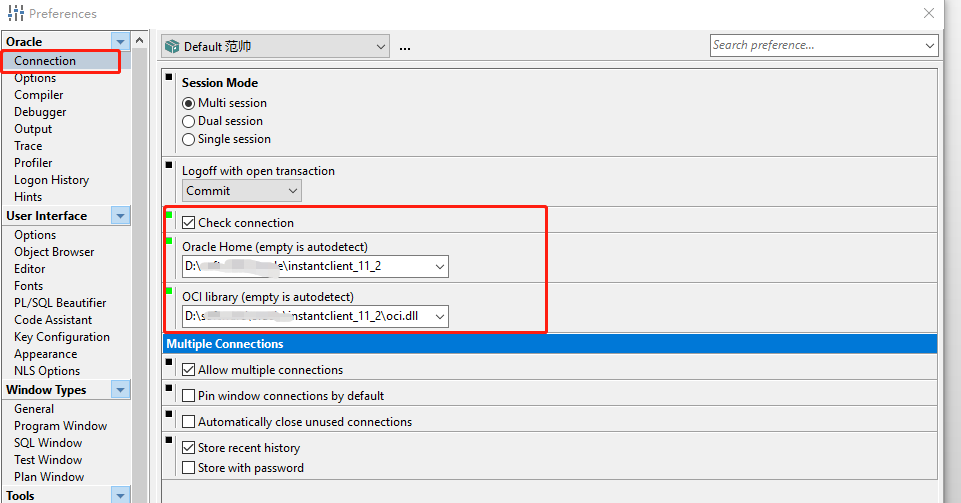 Preferences
Oracle
Connection
Options
Compiler
Debugger
Output
Trace
Profiler
Logon History
Hints
User Interface
Options
Object Browser
Editor
Fonts
PL/SQL Beautifier
Code Assistant
Key Configuration
Appearance
NLS Options
Window Types
General
Program Window
SQL Window
Test Window
Plan Window
Tools
Default 范帅
...
Search preference...
Session Mode
Multi session
Dual session
Single session
Logoff with open transaction
Commit
Check connection
Oracle Home (empty is autodetect)
D:\ \instantclient_11_2
OCI library (empty is autodetect)
D:\ instantclient_11_2\oci.dll
Multiple Connections
Allow multiple connections
Pin window connections by default
Automatically close unused connections
Store recent history
Store with password